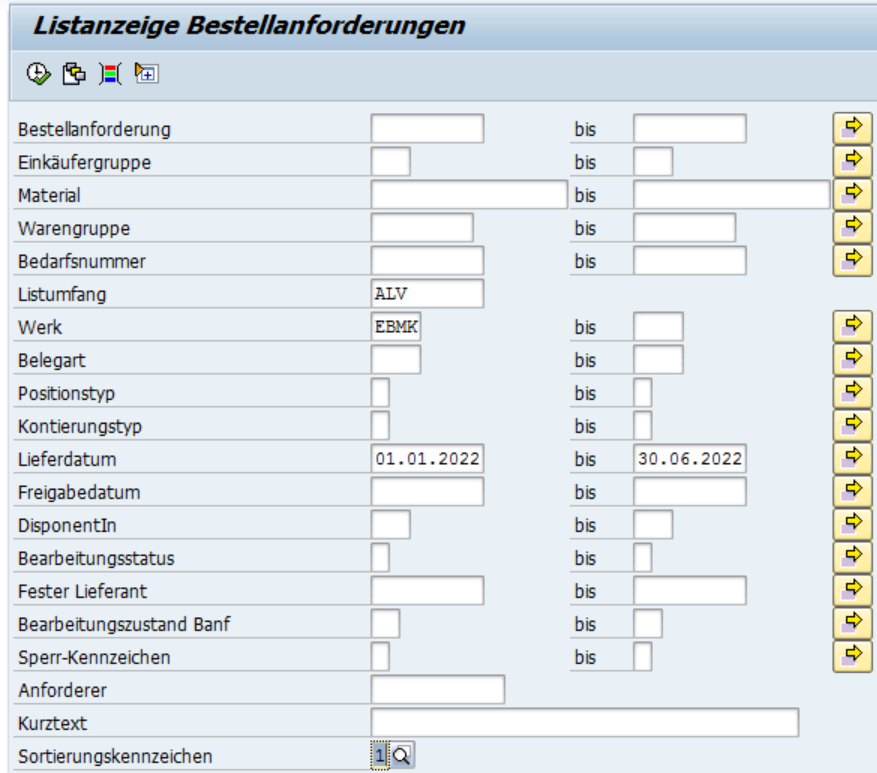 Listanzeige Bestellanforderungen
Bestellanforderung bis
Einkäufergruppe bis
Material bis
Warengruppe bis
Bedarfsnummer bis
Listumfang ALV
Werk EBMK bis
Belegart bis
Positionstyp bis
Kontierungstyp bis
Lieferdatum 01.01.2022 bis 30.06.2022
Freigabedatum bis
DisponentIn bis
Bearbeitungsstatus bis
Fester Lieferant bis
Bearbeitungszustand Banf bis
Sperr-Kennzeichen bis
Anforderer
Kurztext
Sortierungskennzeichen 1